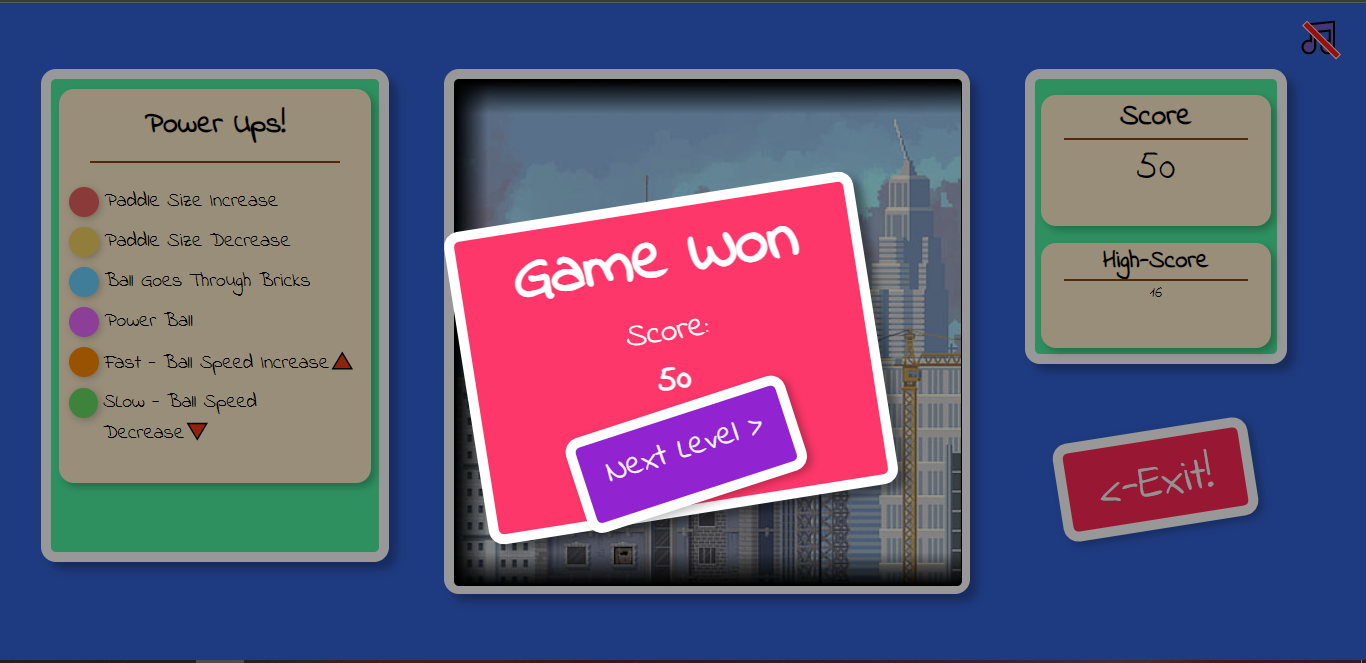 Power Ups!
Paddle Size Increase
Paddle Size Decrease
Ball Goes Through Bricks
Power Ball
Fast - Ball Speed Increase
Slow - Ball Speed
Decrease
Game Won
Score:
50
Next Level >
Score
50
High-Score
16
<-Exit!